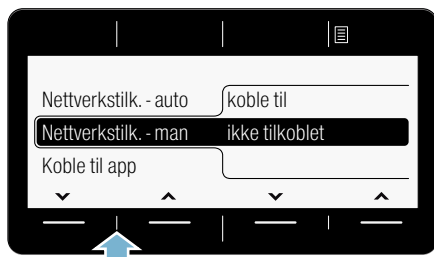 Nettverkstilk. - auto koble til
Nettverkstilk. - man ikke tilkoblet
Koble til app